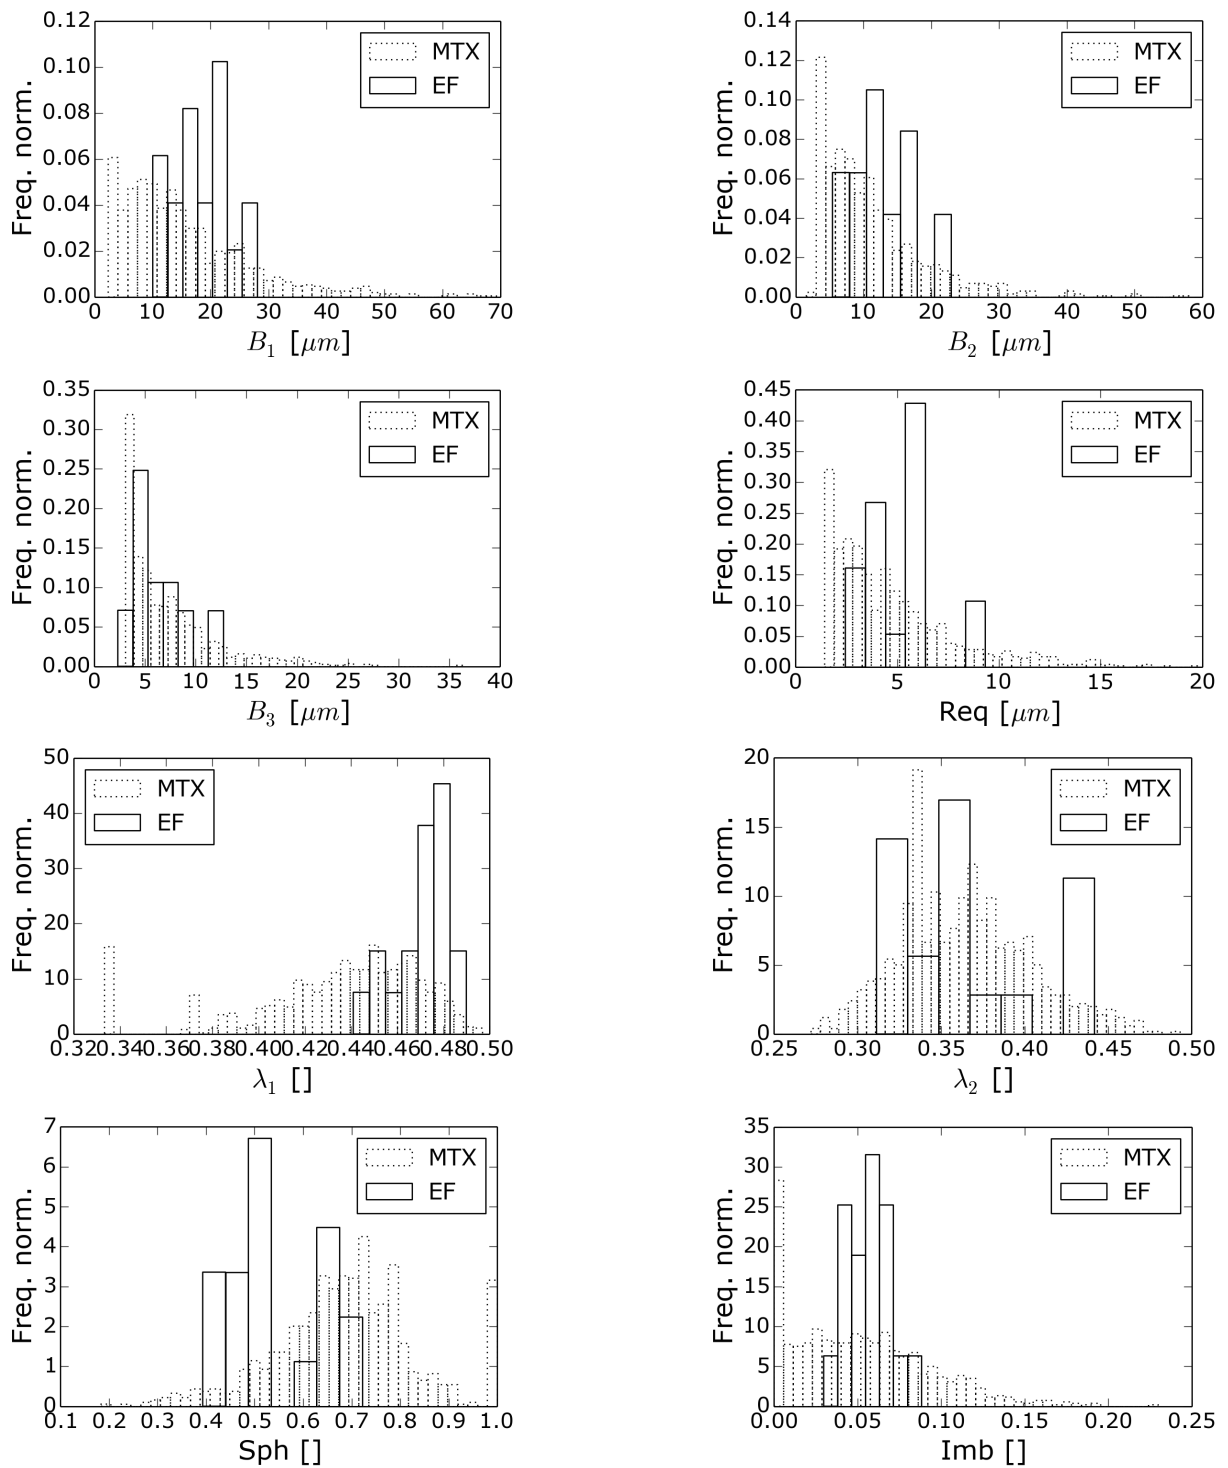 0.12
0.10
0.08
0.06
0.04
0.02
0.00
Freq. norm.
MTX
EF
0 10 20 30 40 50 60 70
B1 [μm]
0.14
0.12
0.10
0.08
0.06
0.04
0.02
0.00
Freq. norm.
MTX
EF
0 10 20 30 40 50 60
B2 [μm]
0.35
0.30
0.25
0.20
0.15
0.10
0.05
0.00
Freq. norm.
MTX
EF
0 5 10 15 20 25 30 35 40
B3 [μm]
0.45
0.40
0.35
0.30
0.25
0.20
0.15
0.10
0.05
0.00
Freq. norm.
MTX
EF
0 5 10 15 20
Req [μm]
50
40
30
20
10
0
Freq. norm.
MTX
EF
0.32 0.34 0.36 0.38 0.40 0.42 0.44 0.46 0.48 0.50
λ1 []
20
15
10
5
0
Freq. norm.
MTX
EF
0.25 0.30 0.35 0.40 0.45 0.50
λ2 []
7
6
5
4
3
2
1
0
Freq. norm.
MTX
EF
0.1 0.2 0.3 0.4 0.5 0.6 0.7 0.8 0.9 1.0
Sph []
35
30
25
20
15
10
5
0
Freq. norm.
MTX
EF
0.00 0.05 0.10 0.15 0.20 0.25
Imb []